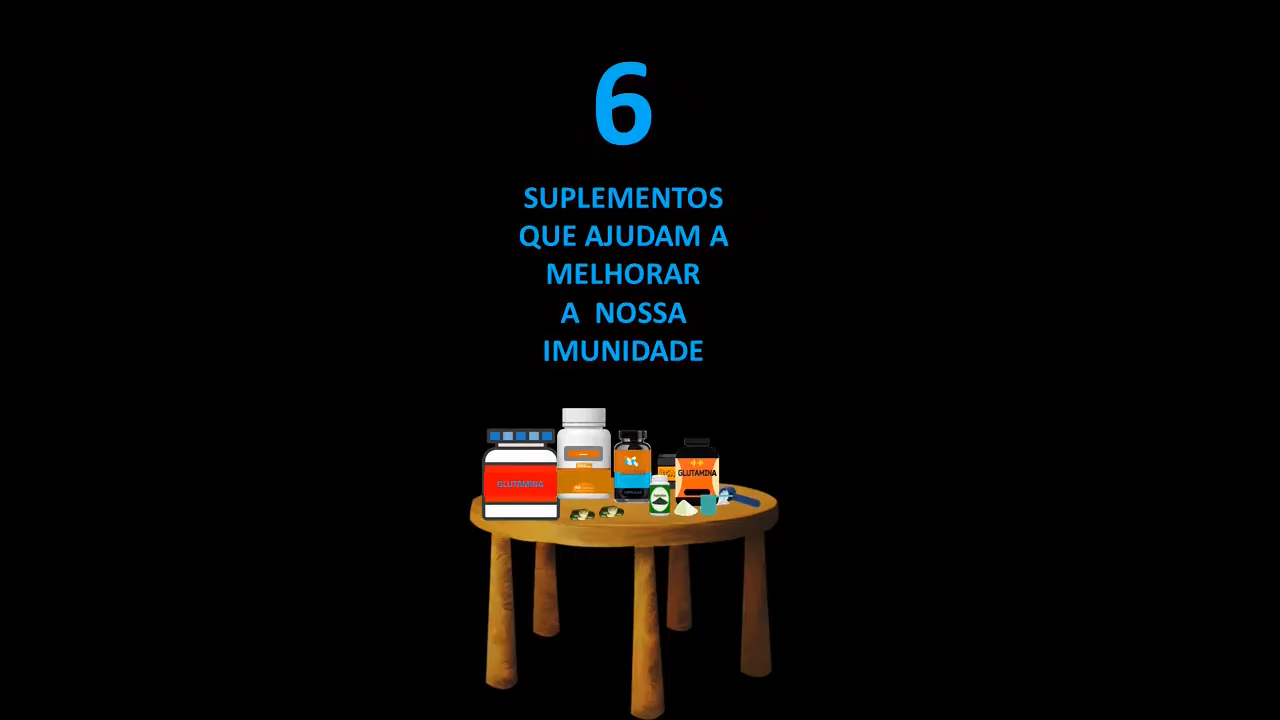 6
SUPLEMENTOS
QUE AJUDAM A
MELHORAR
A NOSSA
IMUNIDADE
GLUTAMINA
GLUTAMINA